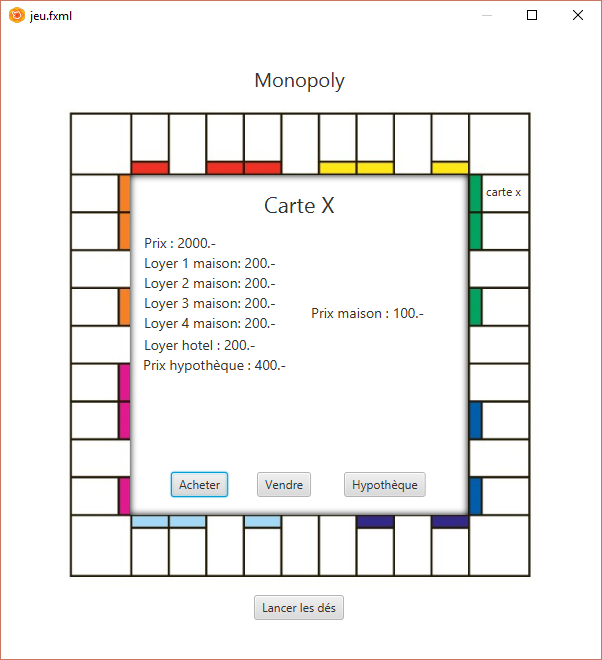 jeu.fxml
Monopoly
carte x
Carte X
Prix : 2000.-
Loyer 1 maison: 200.-
Loyer 2 maison: 200.-
Loyer 3 maison: 200.-
Prix maison : 100.-
Loyer 4 maison: 200.-
Loyer hotel : 200.-
Prix hypothèque : 400.-
Acheter
Vendre
Hypothèque
Lancer les dés